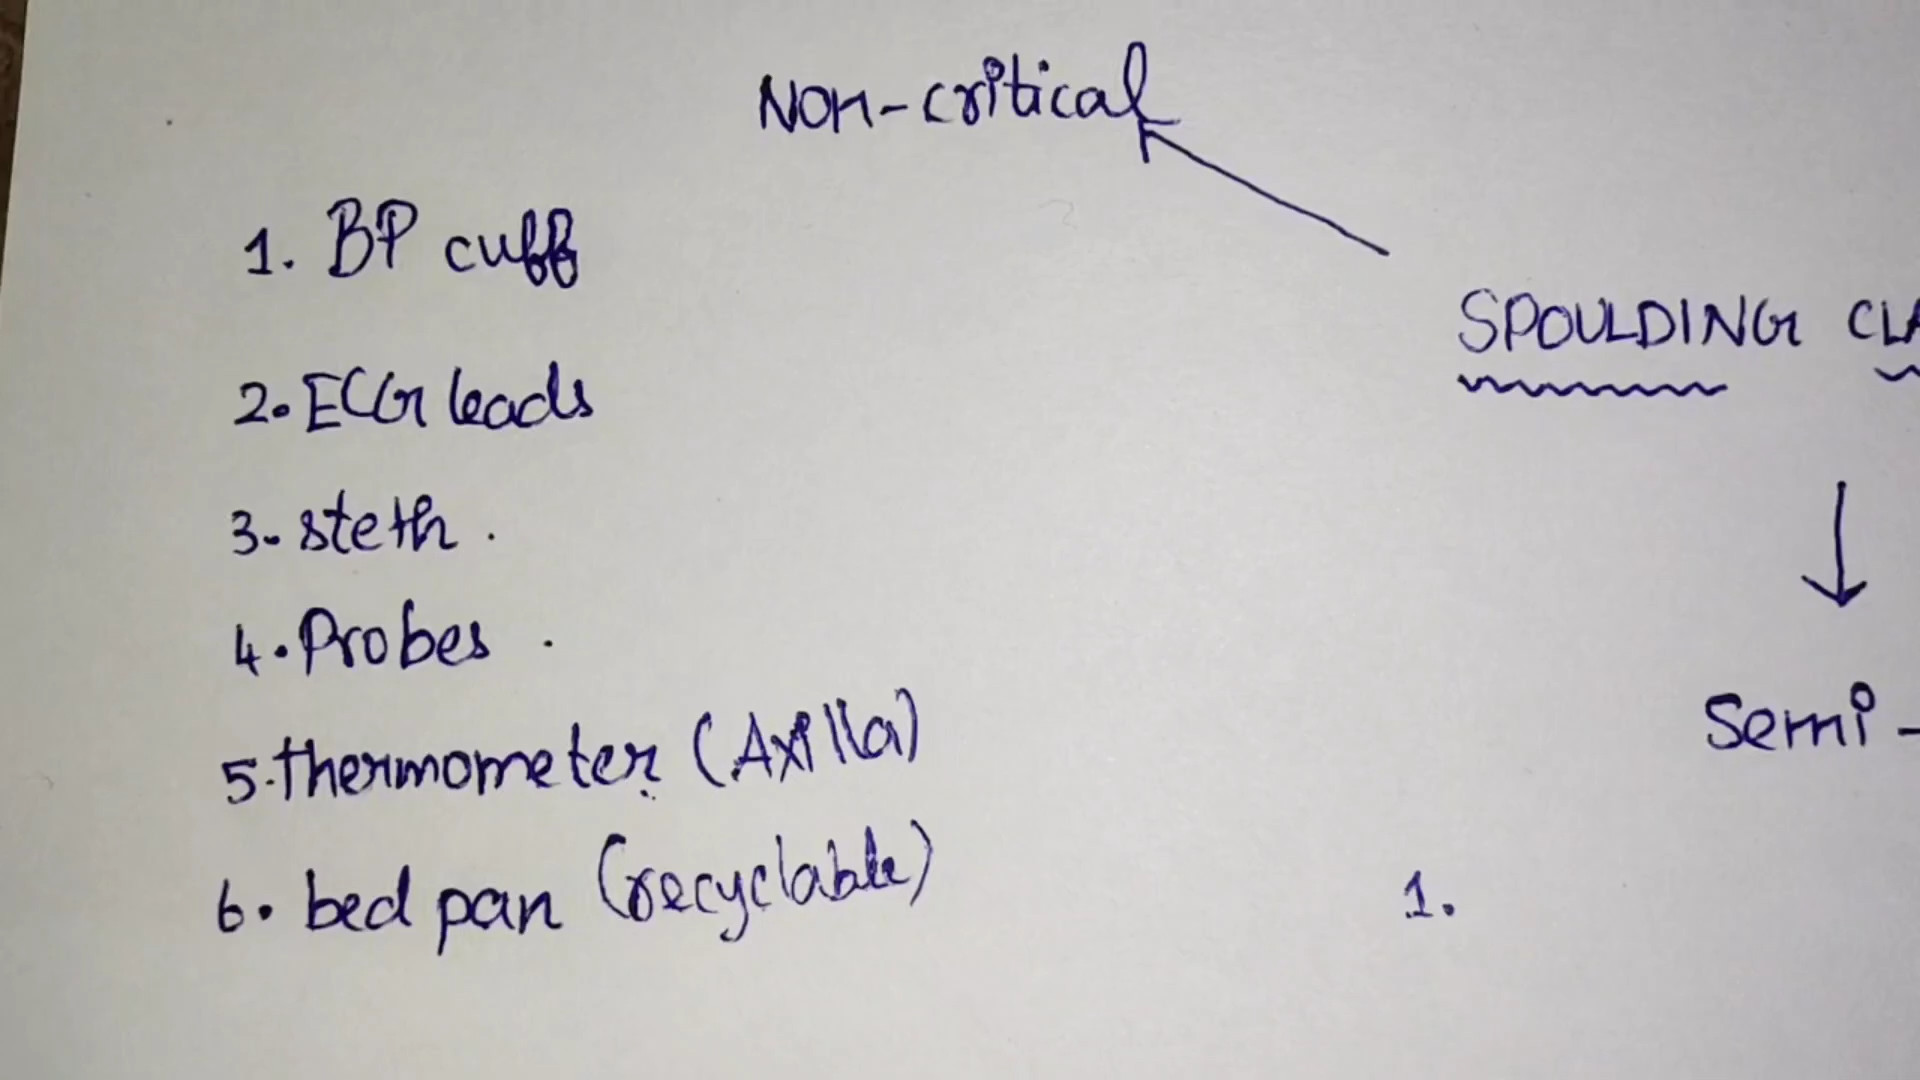 Non-critical
1. BP cuff
2. ECG leads
3. steth.
4. Probes.
5. thermometer (Axilla)
6. bed pan (recyclable)
SPOULDING CLA
Semi-
1.